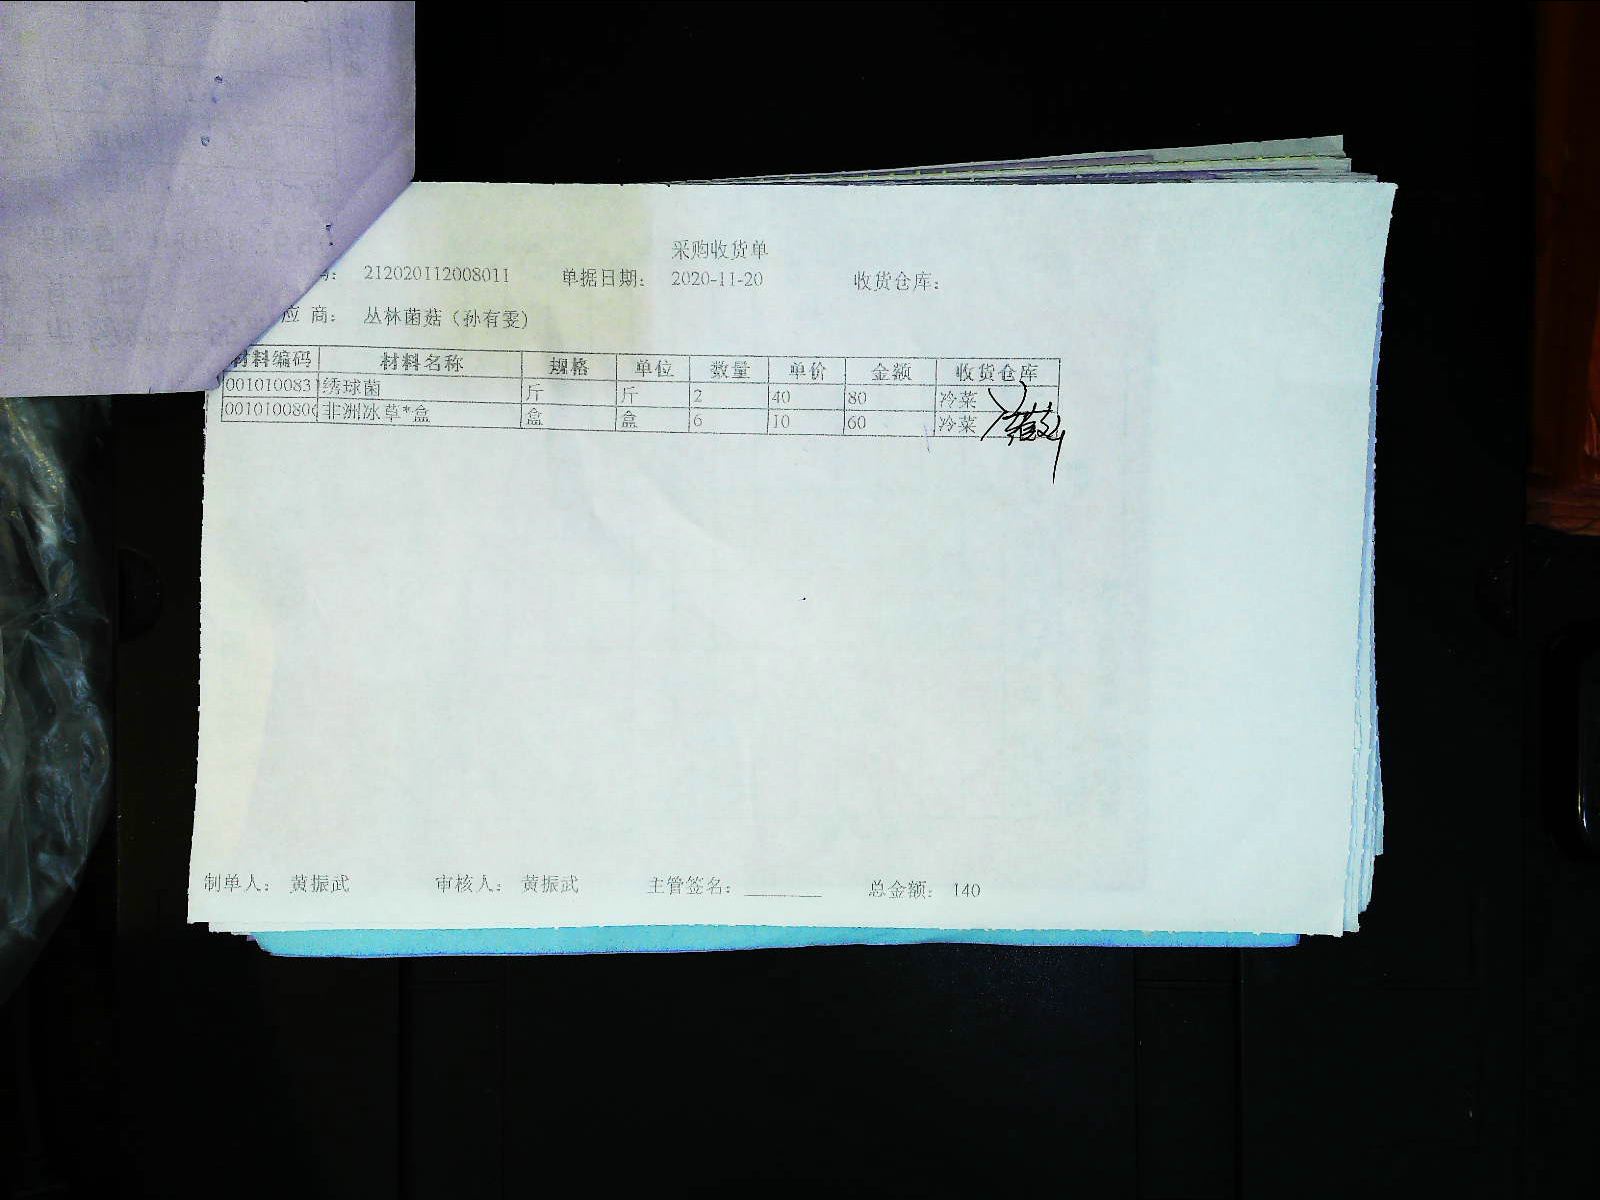 采购收货单
码: 212020112008011 单据日期: 2020-11-20 收货仓库:
应 商: 丛林菌菇（孙有雯）
材料编码 材料名称 规格 单位 数量 单价 金额 收货仓库
001010083 绣球菌 斤 斤 2 40 80 冷菜
001010080 非洲冰草*盒 盒 盒 6 10 60 冷菜
制单人: 黄振武 审核人: 黄振武 主管签名: 总金额: 140